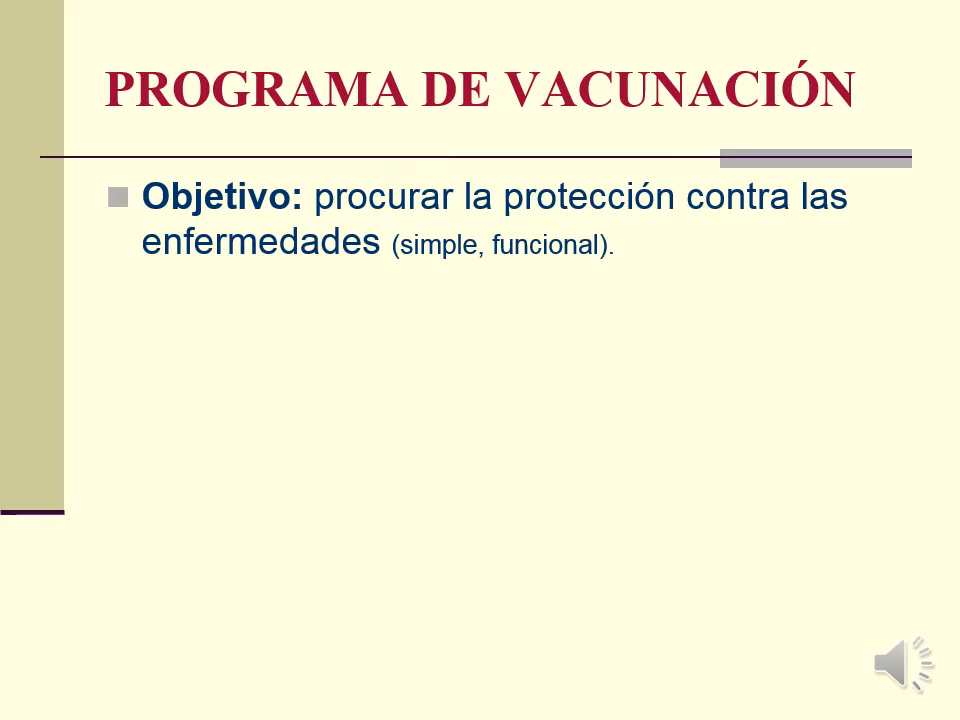 PROGRAMA DE VACUNACIÓN
Objetivo: procurar la protección contra las
enfermedades (simple, funcional).